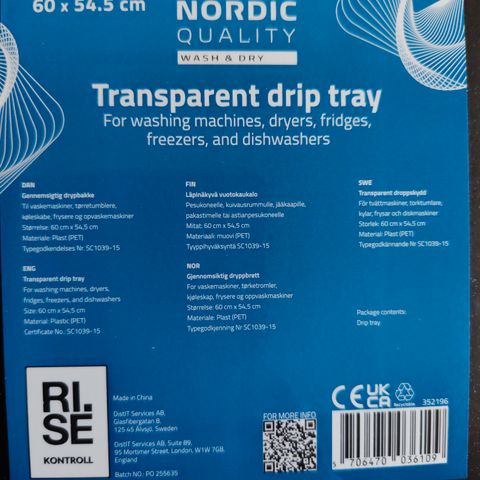 60 x 54.5 cm
NORDIC
QUALITY
WASH & DRY
Transparent drip tray
For washing machines, dryers, fridges,
freezers, and dishwashers
DAN
Gennemsigtig drypbakke
Til vaskemaskiner, tørretumblere,
køleskabe, frysere og opvaskemaskiner
Størrelse: 60 cm x 54,5 cm
Materiale: Plast (PET)
Typegodkendelses Nr. SC1039-15
FIN
Läpinäkyvä vuotokaukalo
Pesukoneelle, kuivausrummulle, jääkaapille,
pakastimelle tai astianpesukoneelle
Mitat: 60 cm x 54,5 cm
Materiaali: muovi (PET)
Tyyppihyväksyntä SC1039-15
SWE
Transparent droppskydd
För tvättmaskiner, torktumlare,
kylar, frysar och diskmaskiner
Storlek: 60 cm x 54,5 cm
Material: Plast (PET)
Typgodkännande Nr SC1039-15
ENG
Transparent drip tray
For washing machines, dryers,
fridges, freezers, and dishwashers
Size: 60 cm x 54,5 cm
Material: Plastic (PET)
Certificate No.: SC1039-15
NOR
Gjennomsiktig dryppbrett
For vaskemaskiner, tørketromler,
kjøleskap, frysere og oppvaskmaskiner
Størrelse: 60 cm x 54,5 cm
Material: Plast (PET)
Typegodkjenning Nr SC1039-15
Package contents:
Drip tray
RI.
SE
KONTROLL
Made in China
DistIT Services AB,
Glasfibergatan 8,
125 45 Älvsjö, Sweden
DistIT Services AB, Suite 89,
95 Mortimer Street, London, W1W 7GB,
England
Batch NO.: PO 255635
FOR MORE INFO
CE UK
CA
352196
5 706470 036109